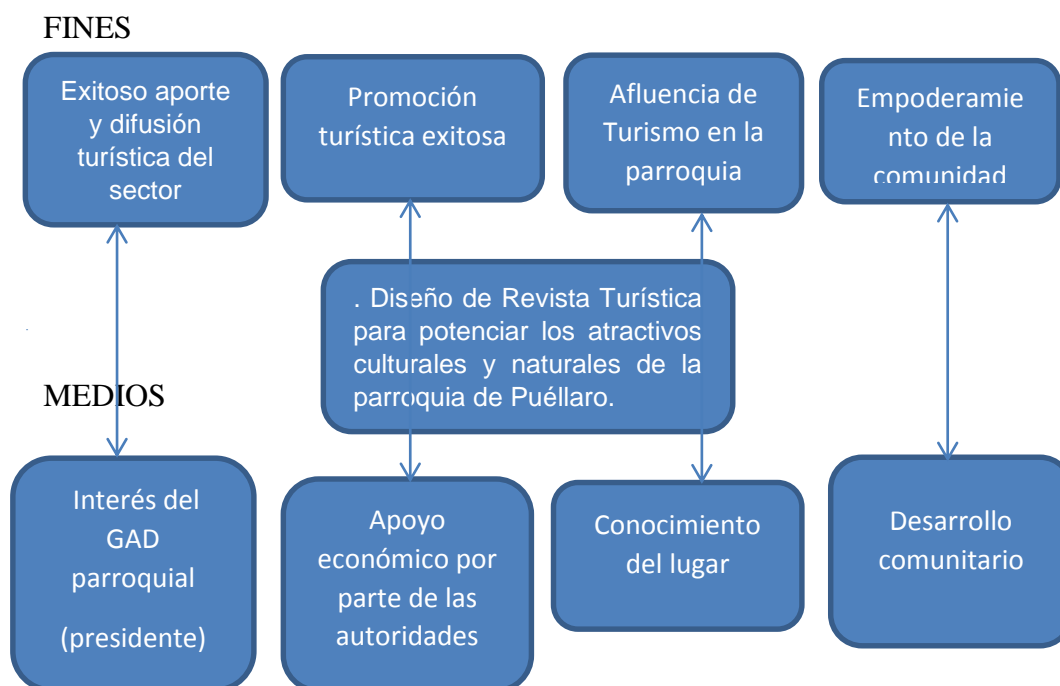 FINES
Exitoso aporte
y difusión
turística del
sector
Promoción
turística exitosa
Afluencia de
Turismo en la
parroquia
Empoderamie
nto de la
comunidad
. Diseño de Revista Turística
para potenciar los atractivos
culturales y naturales de la
parroquia de Puéllaro.
MEDIOS
Interés del
GAD
parroquial
(presidente)
Apoyo
económico por
parte de las
autoridades
Conocimiento
del lugar
Desarrollo
comunitario